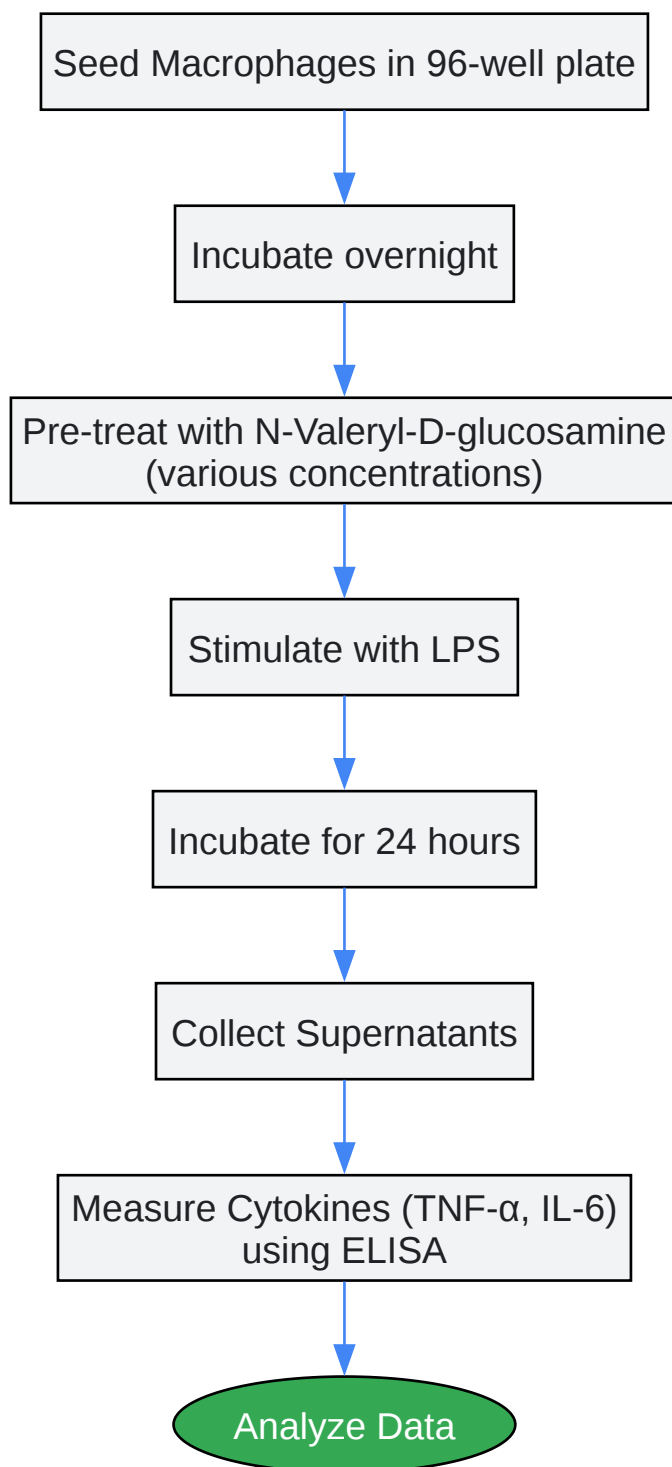 Seed Macrophages in 96-well plate
Incubate overnight
Pre-treat with N-Valeryl-D-glucosamine
(various concentrations)
Stimulate with LPS
Incubate for 24 hours
Collect Supernatants
Measure Cytokines (TNF-α, IL-6)
using ELISA
Analyze Data